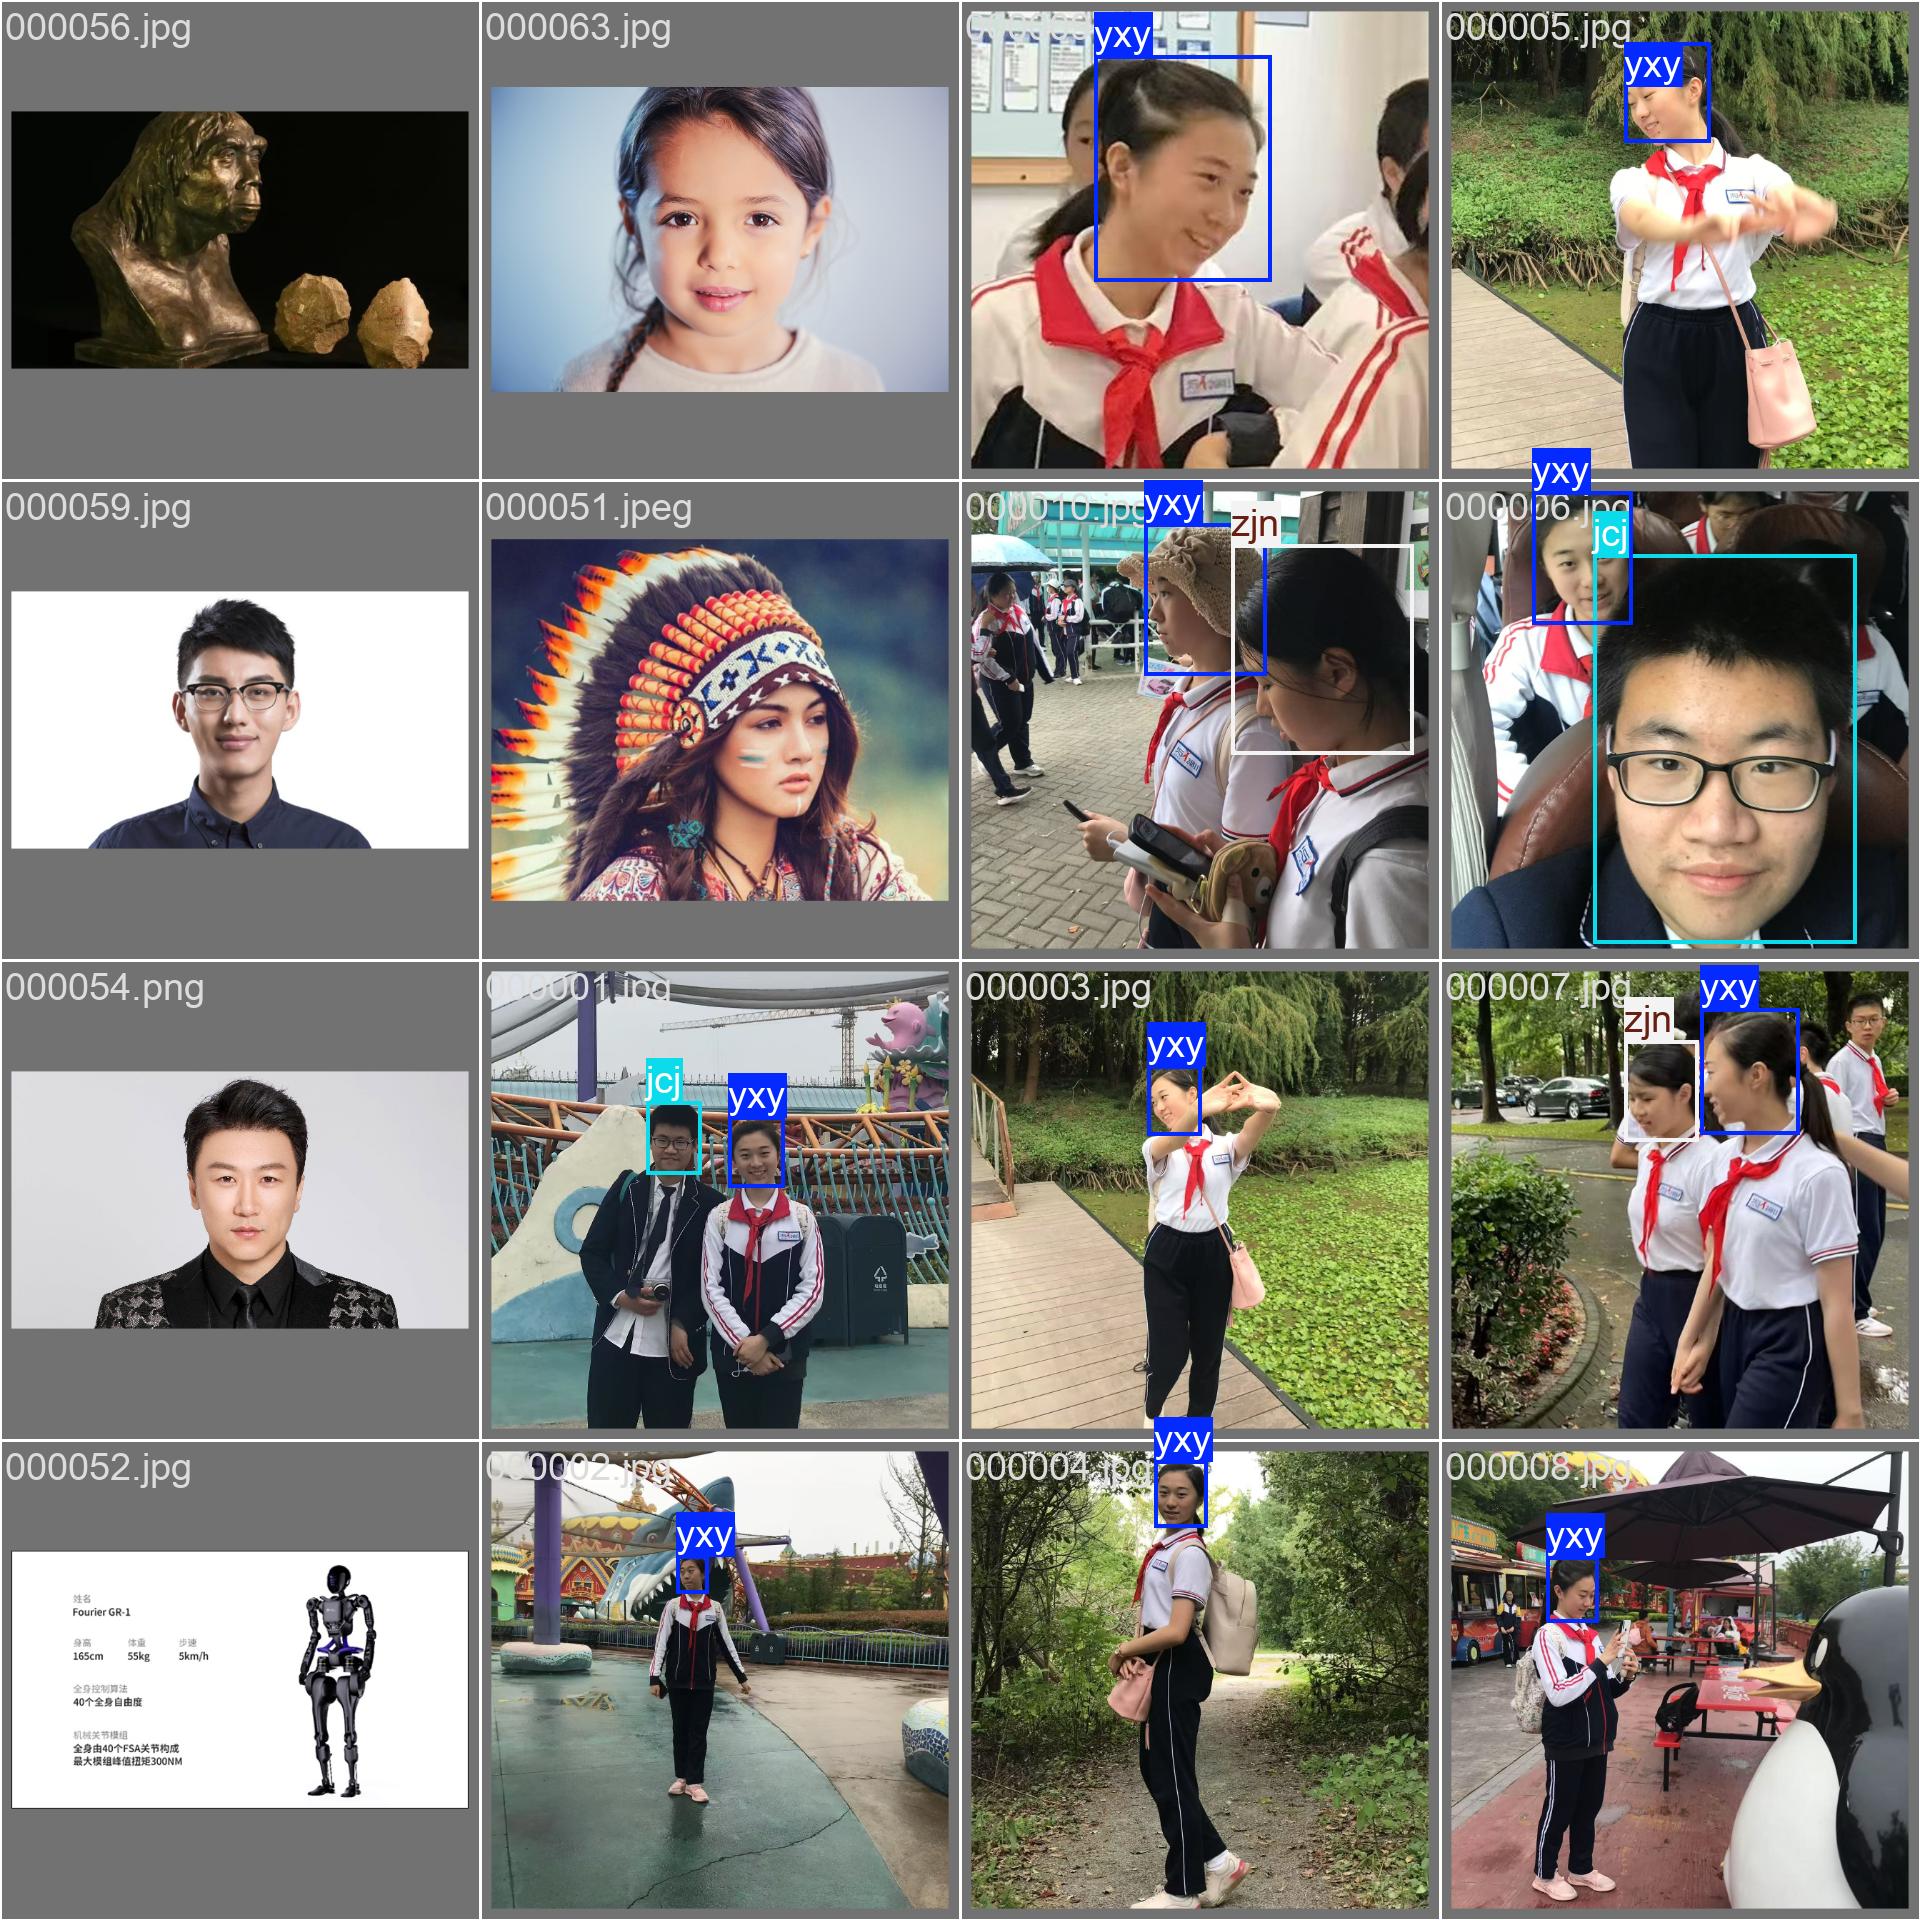 000056.jpg
000063.jpg
yxy
000005.jpg
yxy
000059.jpg
000051.jpeg
000010.jpg
yxy
zjn
000006.jpg
yxy
jcj
000054.png
000001.jpg
jcj
yxy
000003.jpg
yxy
000007.jpg
zjn
yxy
000052.jpg
姓名
Fourier GR-1
身高 体重 步速
165cm 55kg 5km/h
全身控制算法
40个全身自由度
机械关节模组
全身由40个FSA关节构成
最大模组峰值扭矩300NM
000002.jpg
yxy
000004.jpg
yxy
000008.jpg
yxy